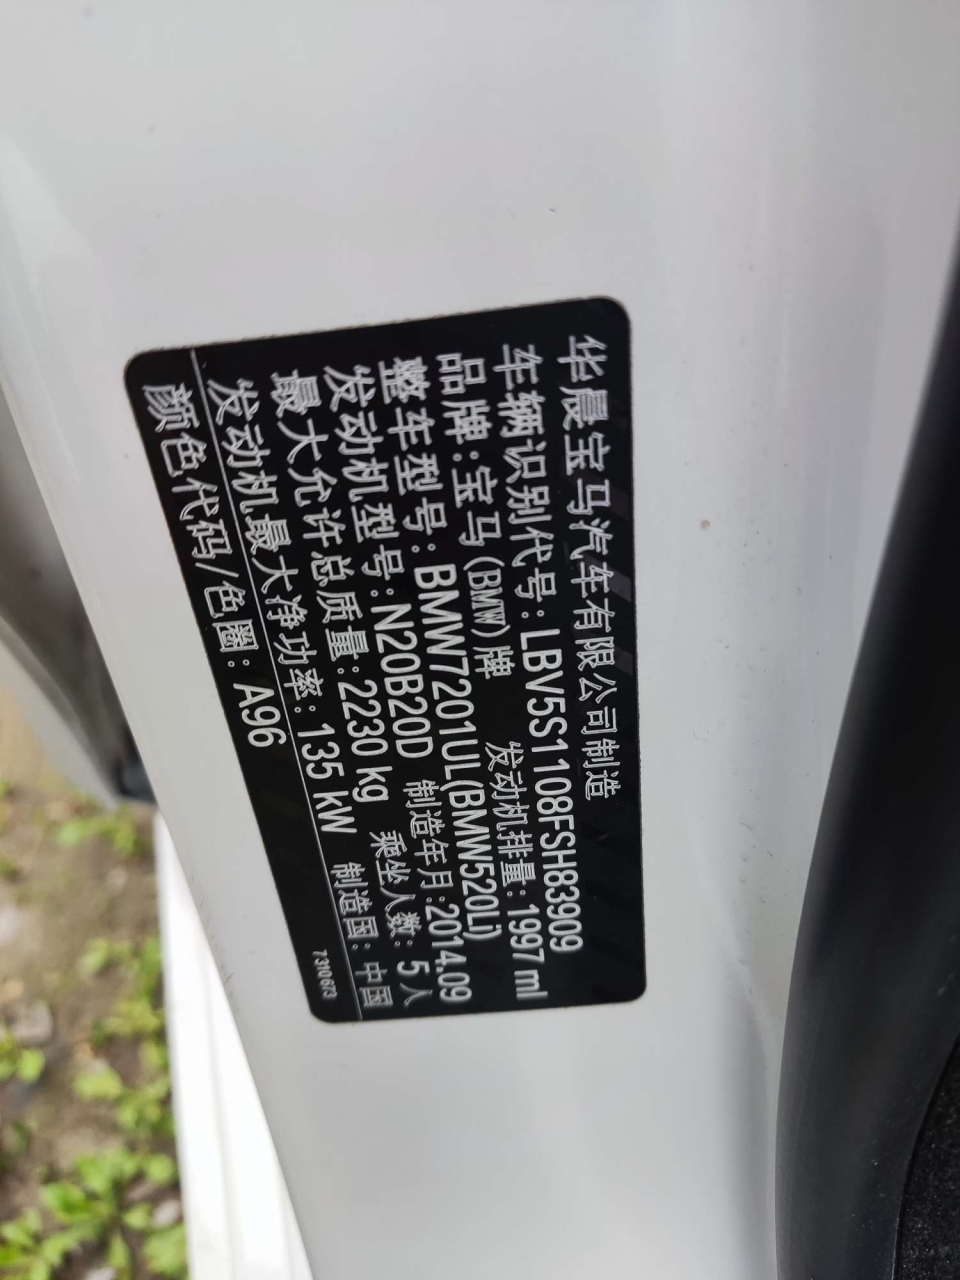 华晨宝马汽车有限公司制造
车辆识别代号：LBV5S1108FSH83909
品牌：宝马(BMW)牌 发动机排量：1997 ml
整车型号：BMW7201UL(BMW520Li)
发动机型号：N20B20D 制造年月：2014.09
最大允许总质量：2230 kg 乘坐人数：5人
发动机最大净功率：135 kW 制造国：中国
颜色代码/色圈：A96 7310673